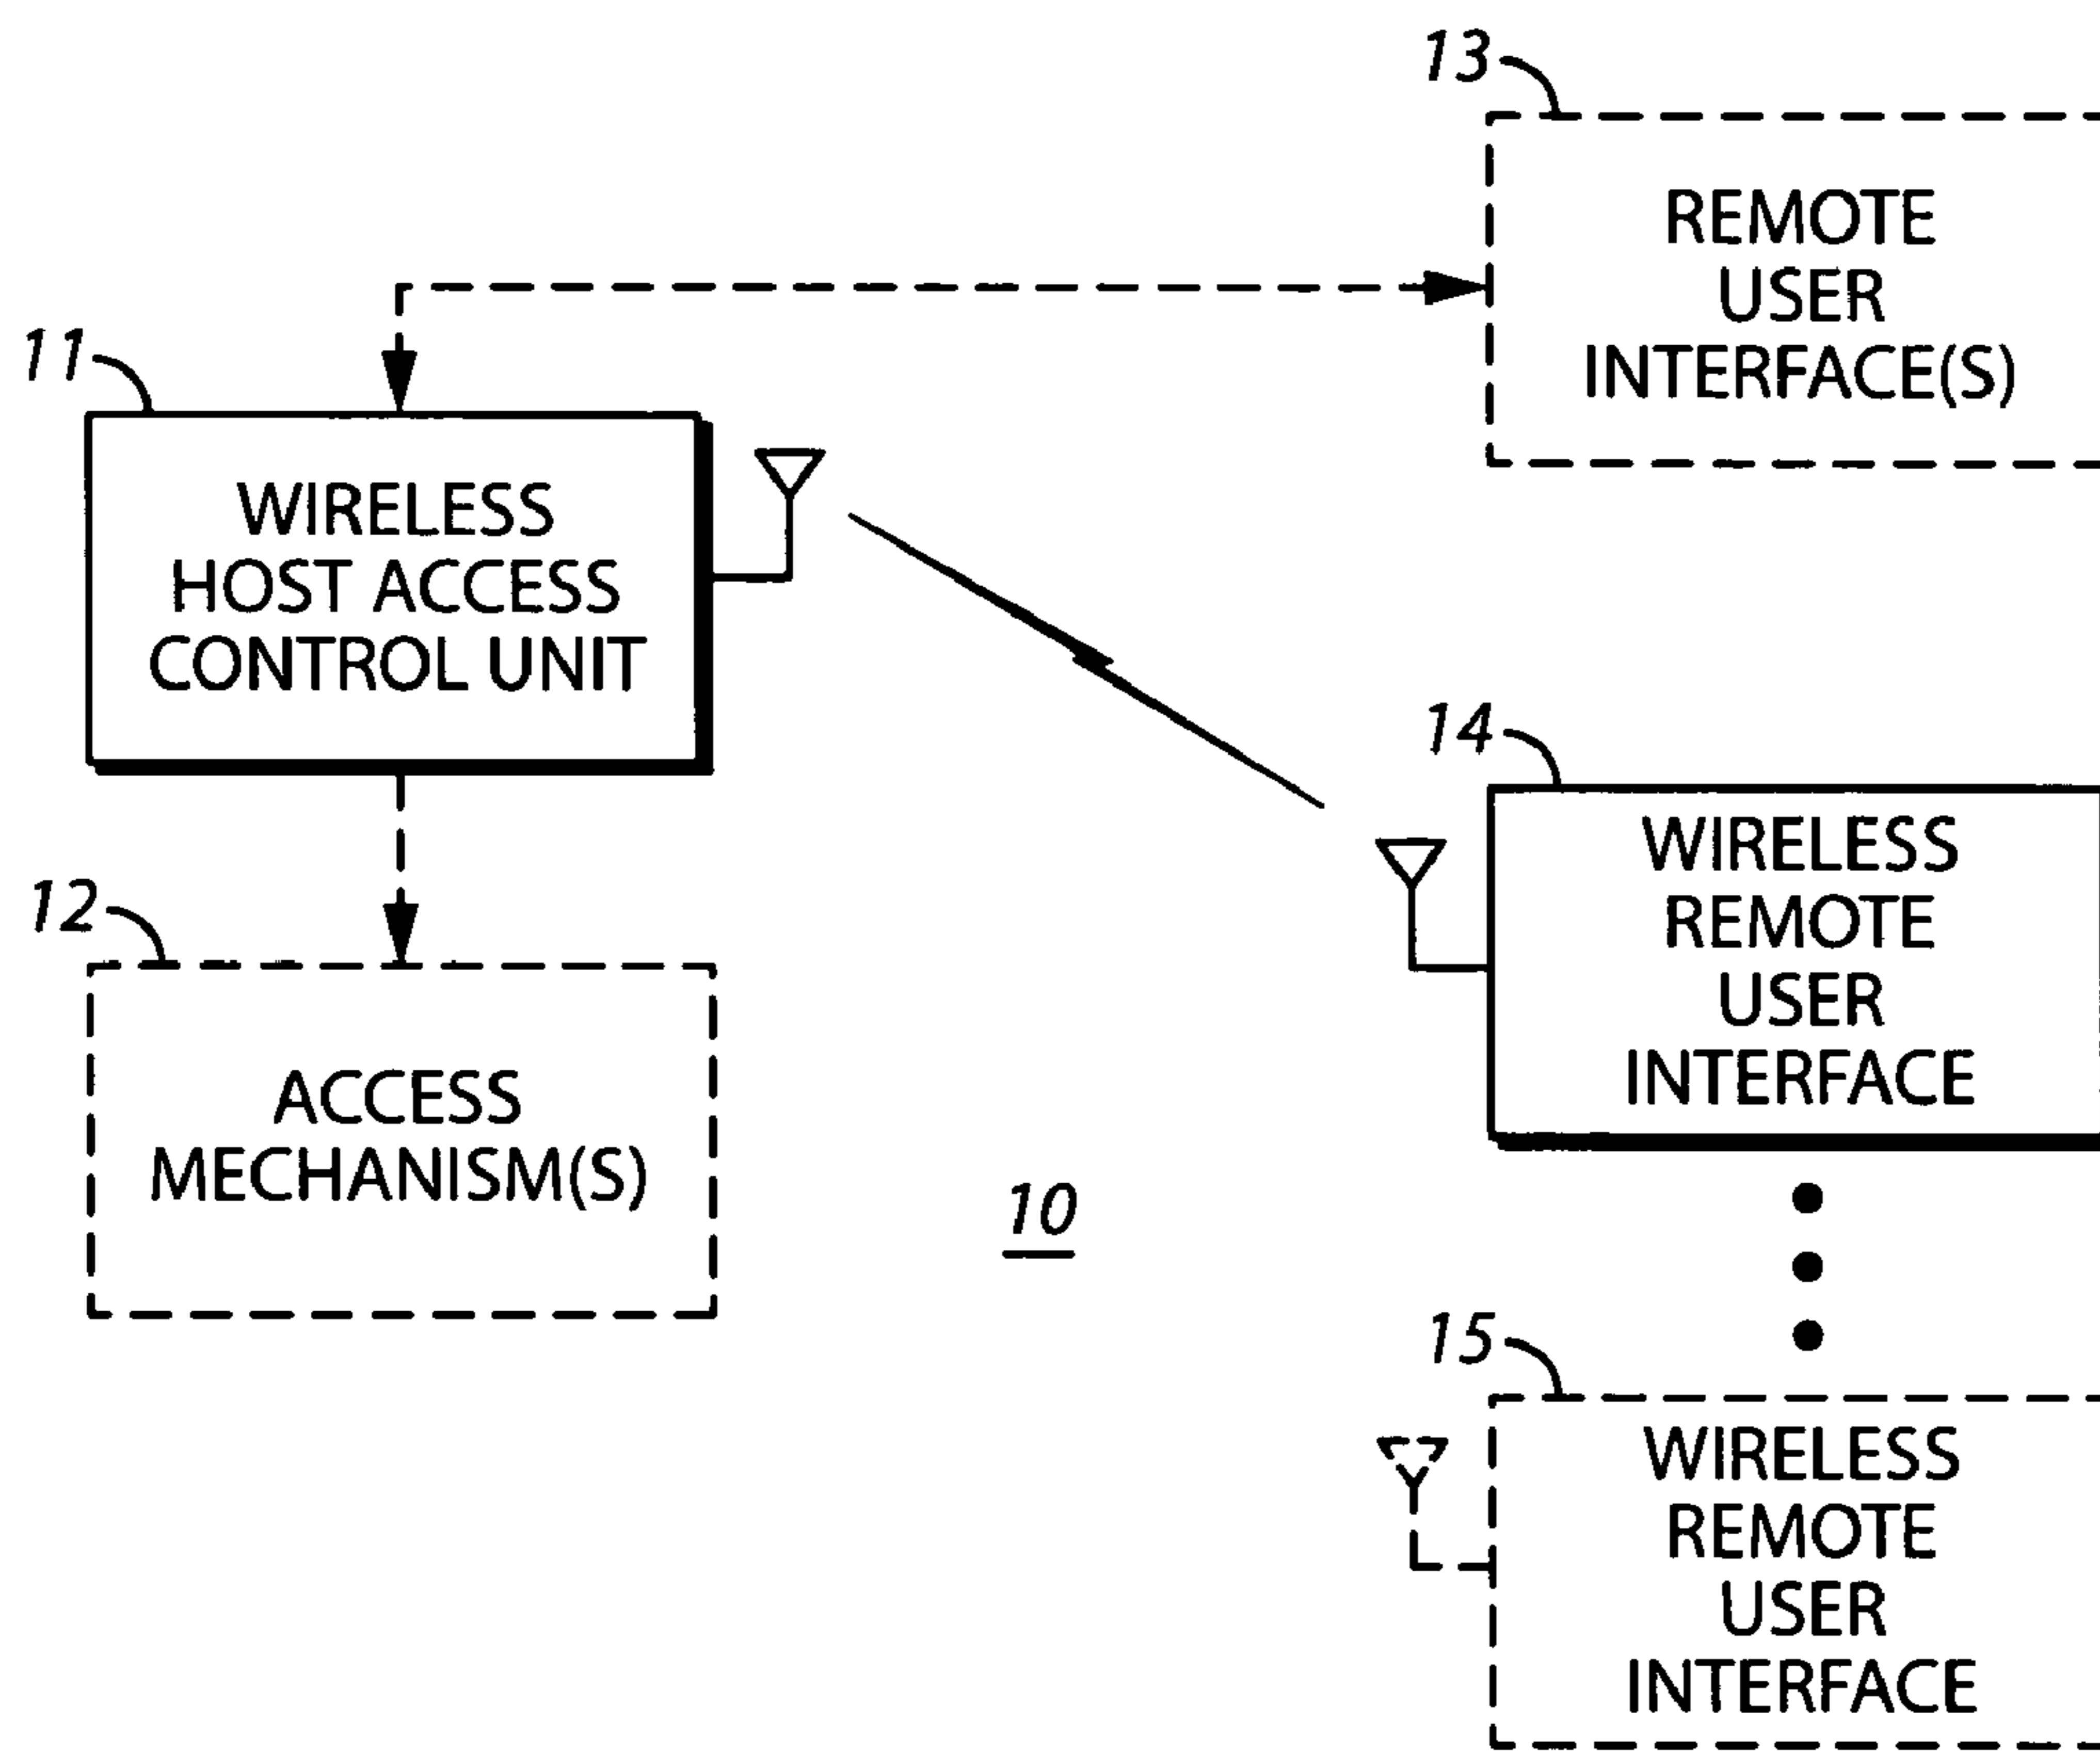 13
REMOTE
USER
INTERFACE(S)
11
WIRELESS
HOST ACCESS
CONTROL UNIT
14
WIRELESS
REMOTE
USER
INTERFACE
12
ACCESS
MECHANISM(S)
10
15
WIRELESS
REMOTE
USER
INTERFACE